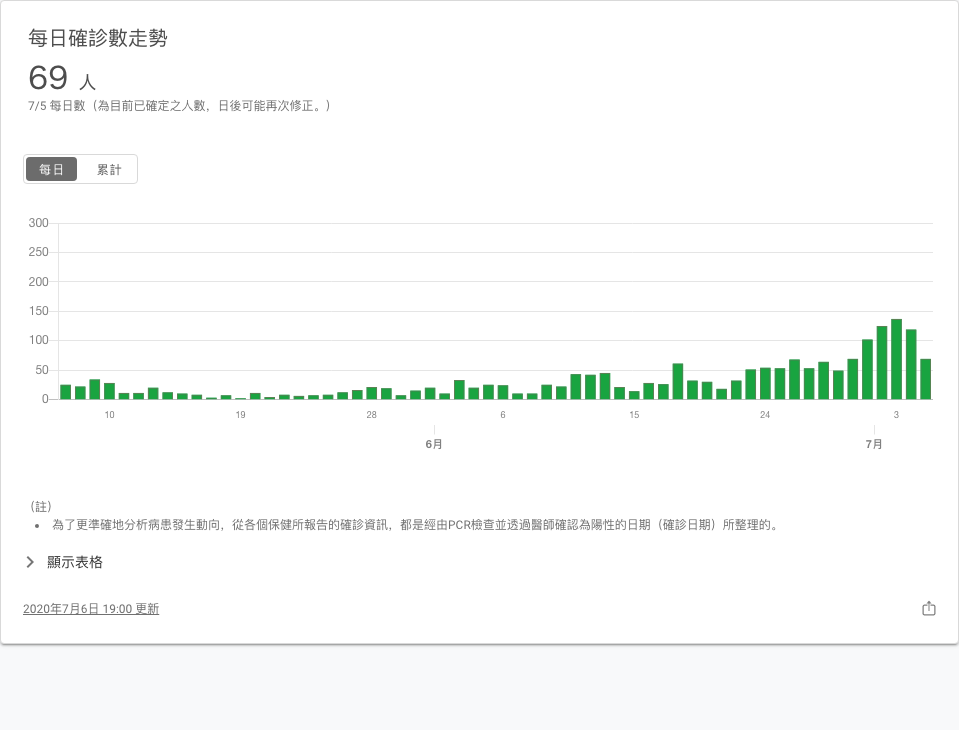 每日確診數走勢
69 人
7/5 每日數（為目前已確定之人數，日後可能再次修正。）
每日 累計
300
250
200
150
100
50
0
10 19 28 6 15 24 3
6月 7月
（註）
• 為了更準確地分析病患發生動向，從各個保健所報告的確診資訊，都是經由PCR檢查並透過醫師確認為陽性的日期（確診日期）所整理的。
顯示表格
2020年7月6日 19:00 更新